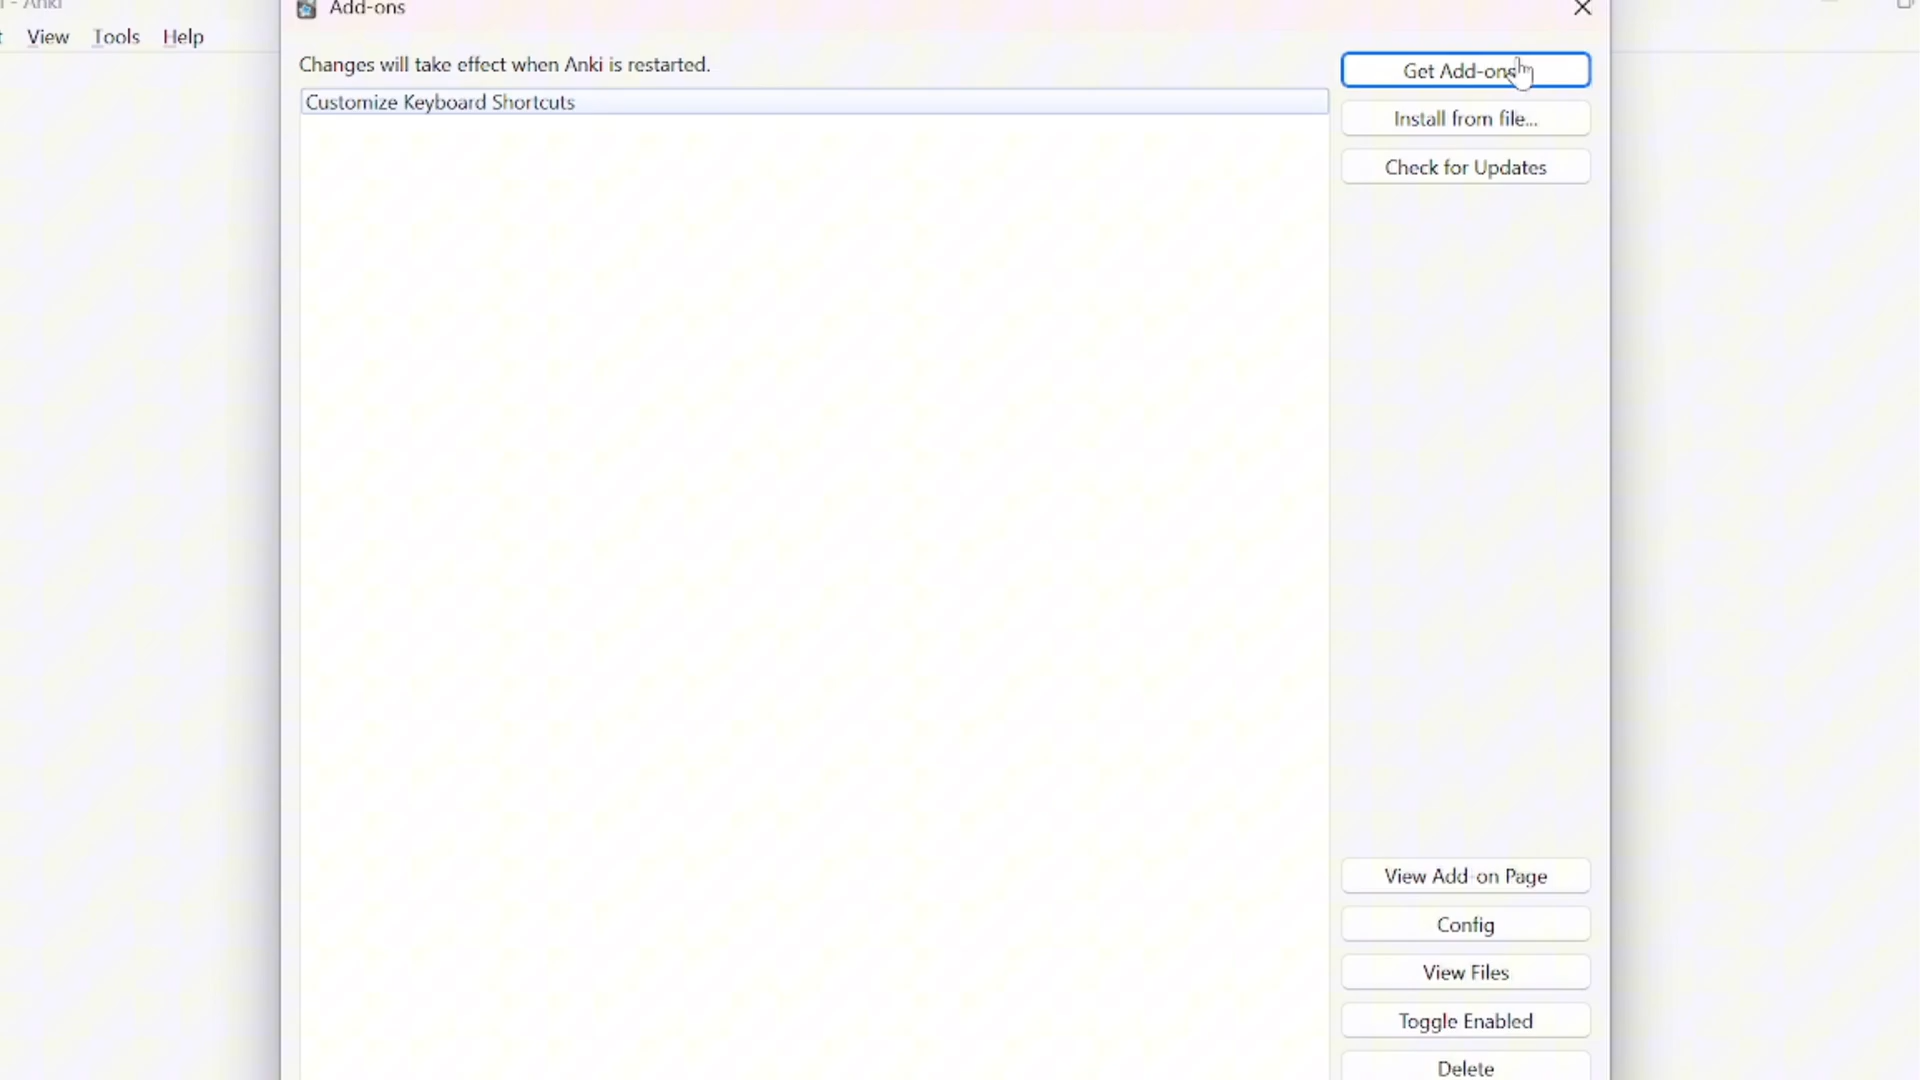 - Anki
View Tools Help
Add-ons
Changes will take effect when Anki is restarted.
Customize Keyboard Shortcuts
Get Add-ons
Install from file...
Check for Updates
View Add-on Page
Config
View Files
Toggle Enabled
Delete